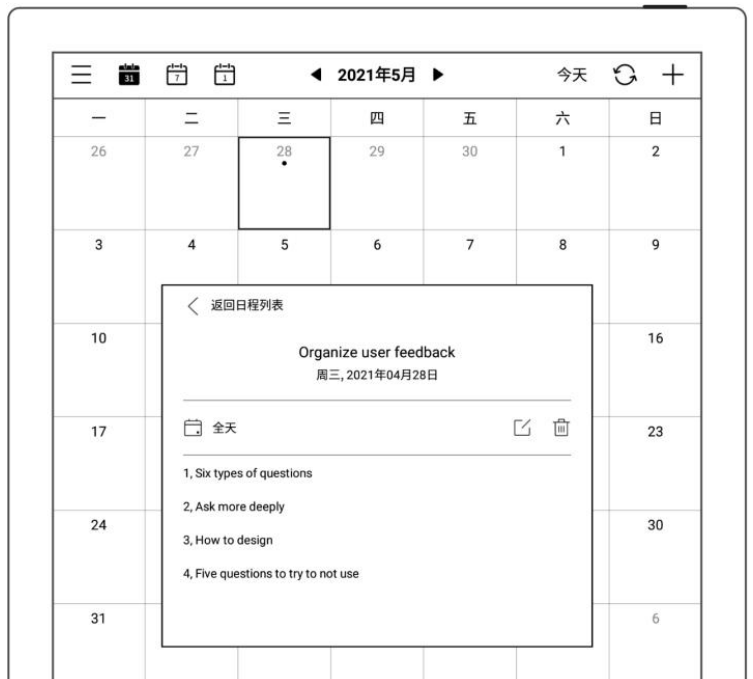 31 7 1 2021年5月 今天
一 二 三 四 五 六 日
26 27 28 29 30 1 2
3 4 5 6 7 8 9
返回日程列表
10 16
Organize user feedback
周三, 2021年04月28日
全天
17 23
1, Six types of questions
2, Ask more deeply
24 30
3, How to design
4, Five questions to try to not use
31 6